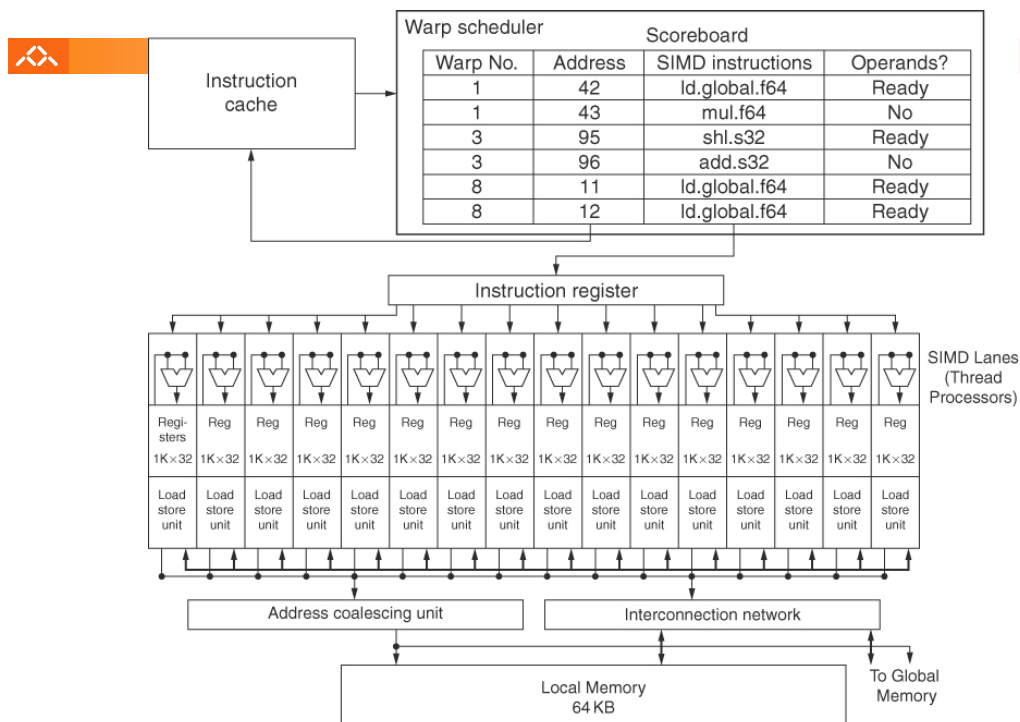 Warp scheduler
Scoreboard
Warp No. Address SIMD instructions Operands?
1 42 ld.global.f64 Ready
1 43 mul.f64 No
3 95 shl.s32 Ready
3 96 add.s32 No
8 11 ld.global.f64 Ready
8 12 ld.global.f64 Ready
Instruction
cache
Instruction register
SIMD Lanes
(Thread
Processors)
Regi-
sters Reg Reg Reg Reg Reg Reg Reg Reg Reg Reg Reg Reg Reg Reg Reg
1K×32 1K×32 1K×32 1K×32 1K×32 1K×32 1K×32 1K×32 1K×32 1K×32 1K×32 1K×32 1K×32 1K×32 1K×32 1K×32
Load Load Load Load Load Load Load Load Load Load Load Load Load Load Load Load
store store store store store store store store store store store store store store store store
unit unit unit unit unit unit unit unit unit unit unit unit unit unit unit unit
Address coalescing unit Interconnection network
Local Memory
64 KB
To Global
Memory